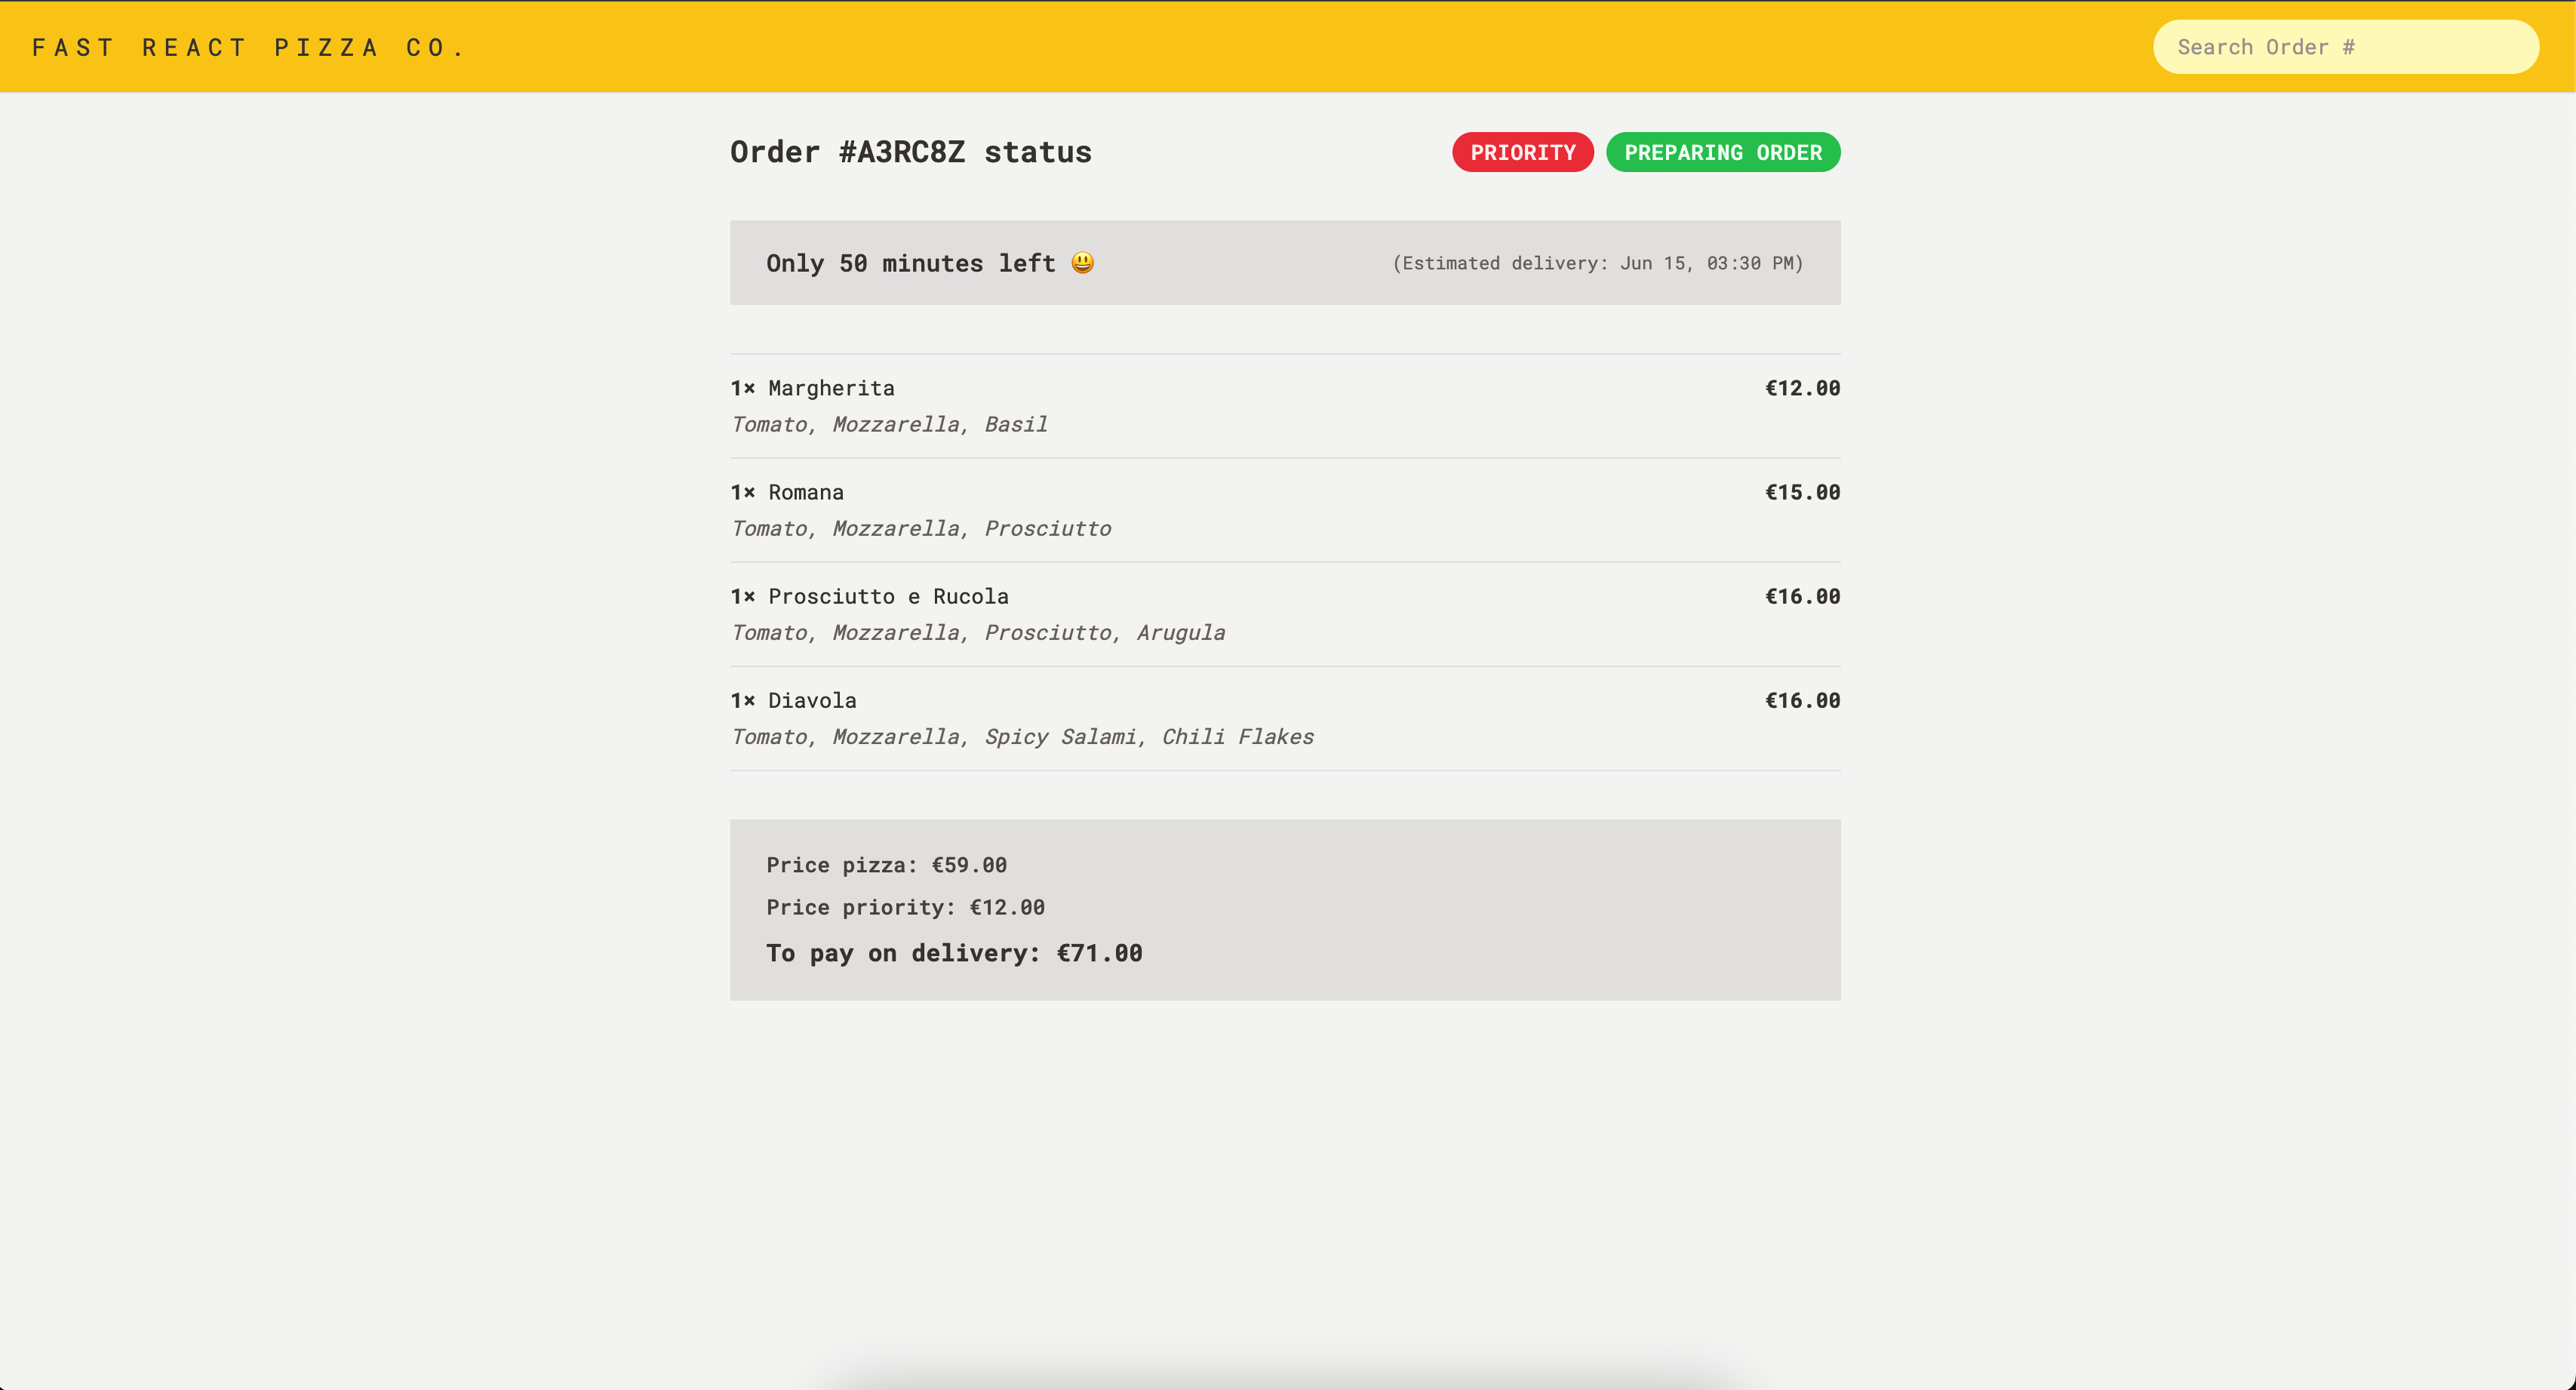 FAST REACT PIZZA CO.
Search Order #
Order #A3RC8Z status
PRIORITY
PREPARING ORDER
Only 50 minutes left 😃
(Estimated delivery: Jun 15, 03:30 PM)
1× Margherita
€12.00
Tomato, Mozzarella, Basil
1× Romana
€15.00
Tomato, Mozzarella, Prosciutto
1× Prosciutto e Rucola
€16.00
Tomato, Mozzarella, Prosciutto, Arugula
1× Diavola
€16.00
Tomato, Mozzarella, Spicy Salami, Chili Flakes
Price pizza: €59.00
Price priority: €12.00
To pay on delivery: €71.00